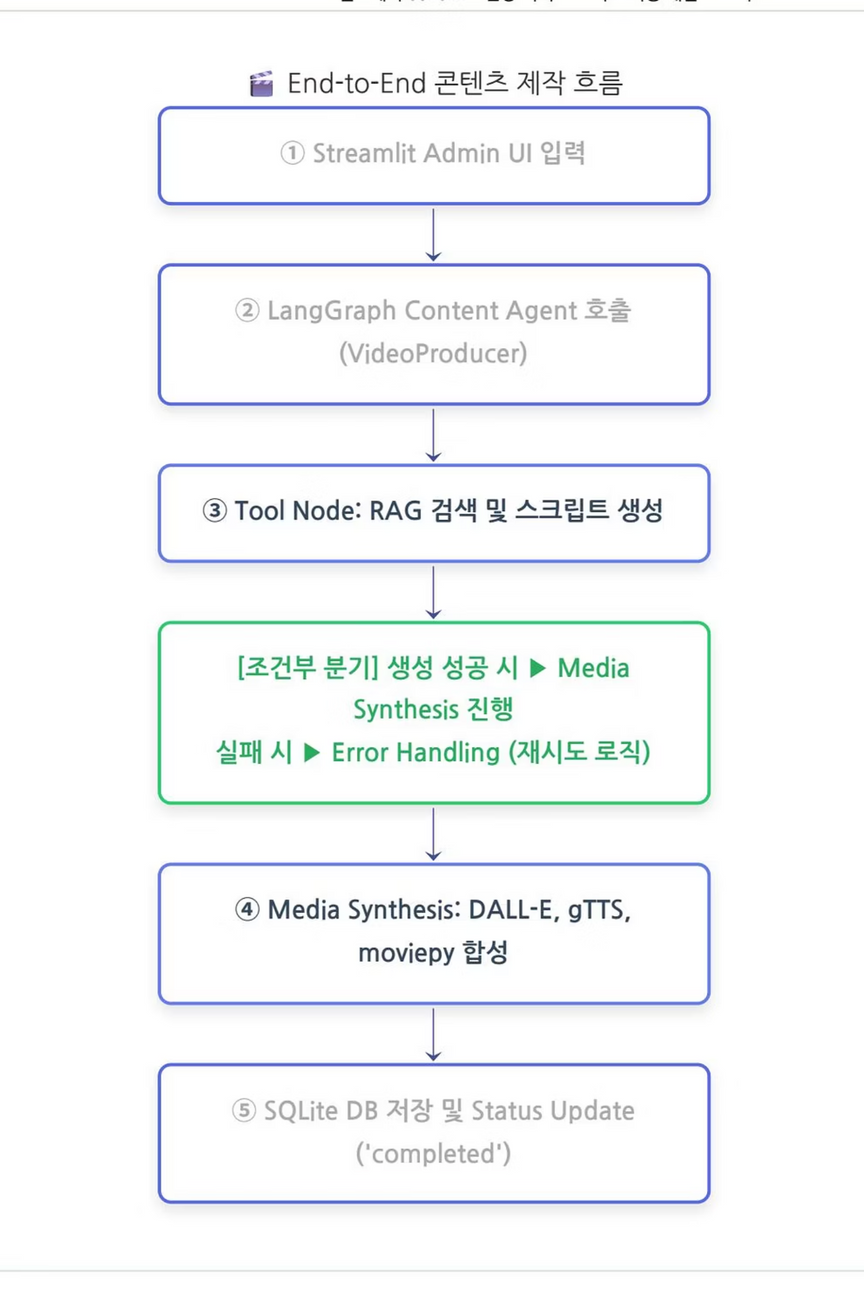 End-to-End 콘텐츠 제작 흐름
① Streamlit Admin UI 입력
② LangGraph Content Agent 호출
(VideoProducer)
③ Tool Node: RAG 검색 및 스크립트 생성
[조건부 분기] 생성 성공 시 ▶ Media
Synthesis 진행
실패 시 ▶ Error Handling (재시도 로직)
④ Media Synthesis: DALL-E, gTTS,
moviepy 합성
⑤ SQLite DB 저장 및 Status Update
('completed')